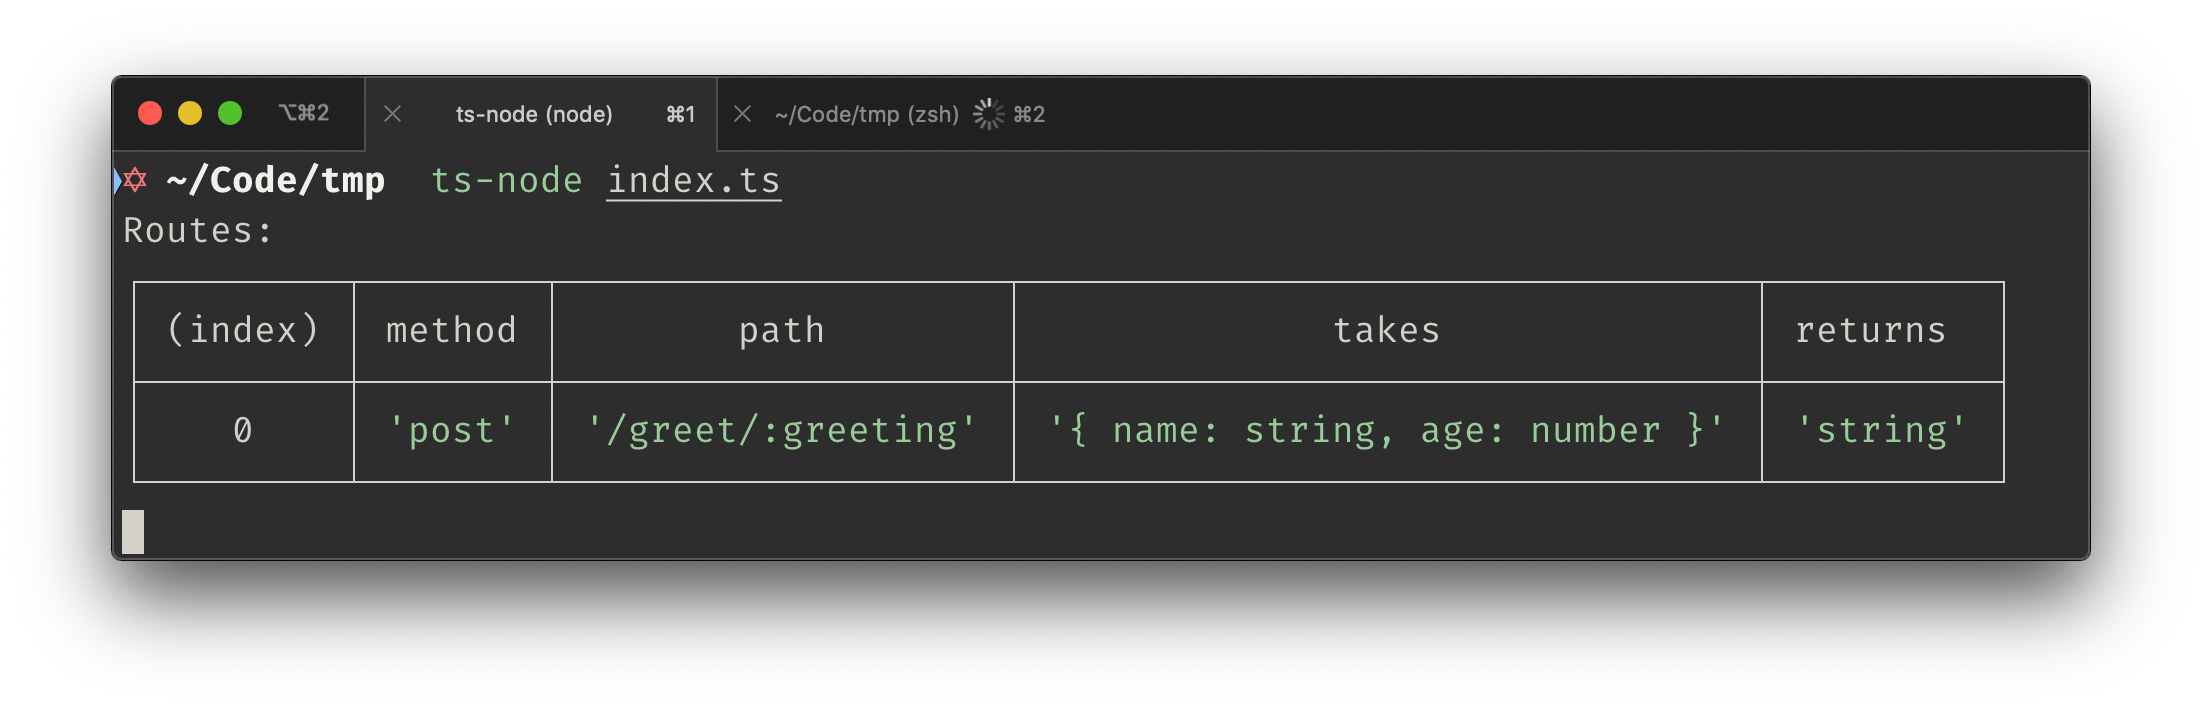 ⌥⌘2 ts-node (node) ⌘1 ~/Code/tmp (zsh) ⌘2
~/Code/tmp ts-node index.ts
Routes:
(index) method path takes returns
0 'post' '/greet/:greeting' '{ name: string, age: number }' 'string'